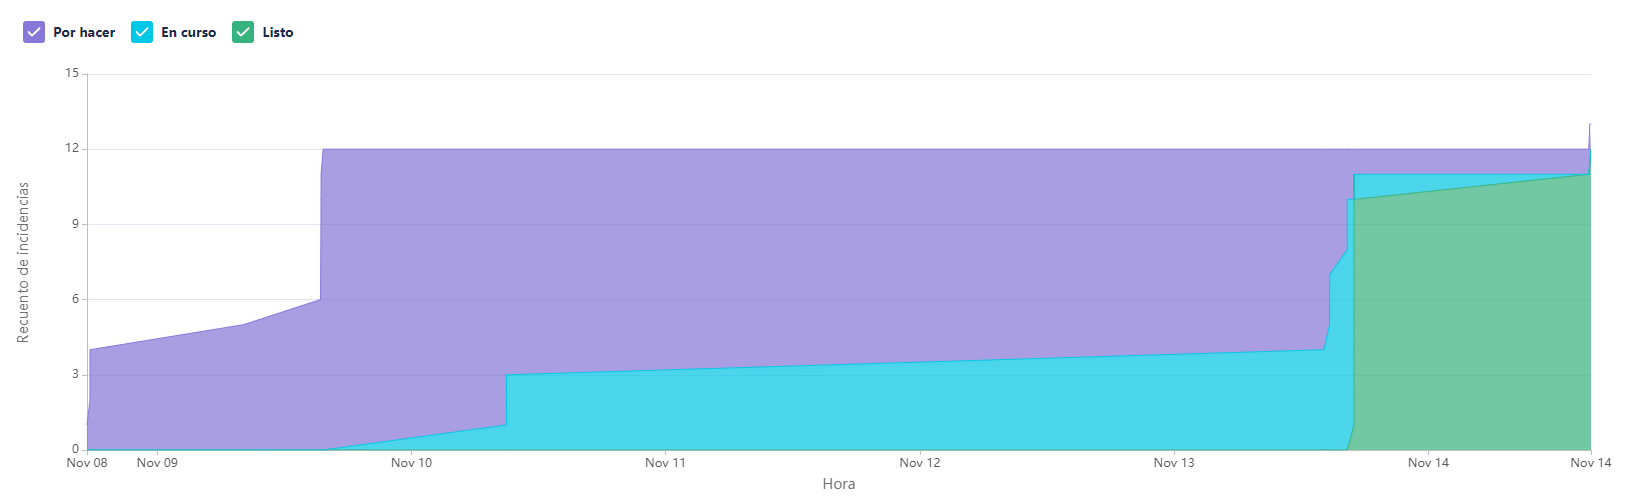 Por hacer En curso Listo
15
12
9
6
3
0
Recuento de incidencias
Nov 08 Nov 09 Nov 10 Nov 11 Nov 12 Nov 13 Nov 14 Nov 14
Hora